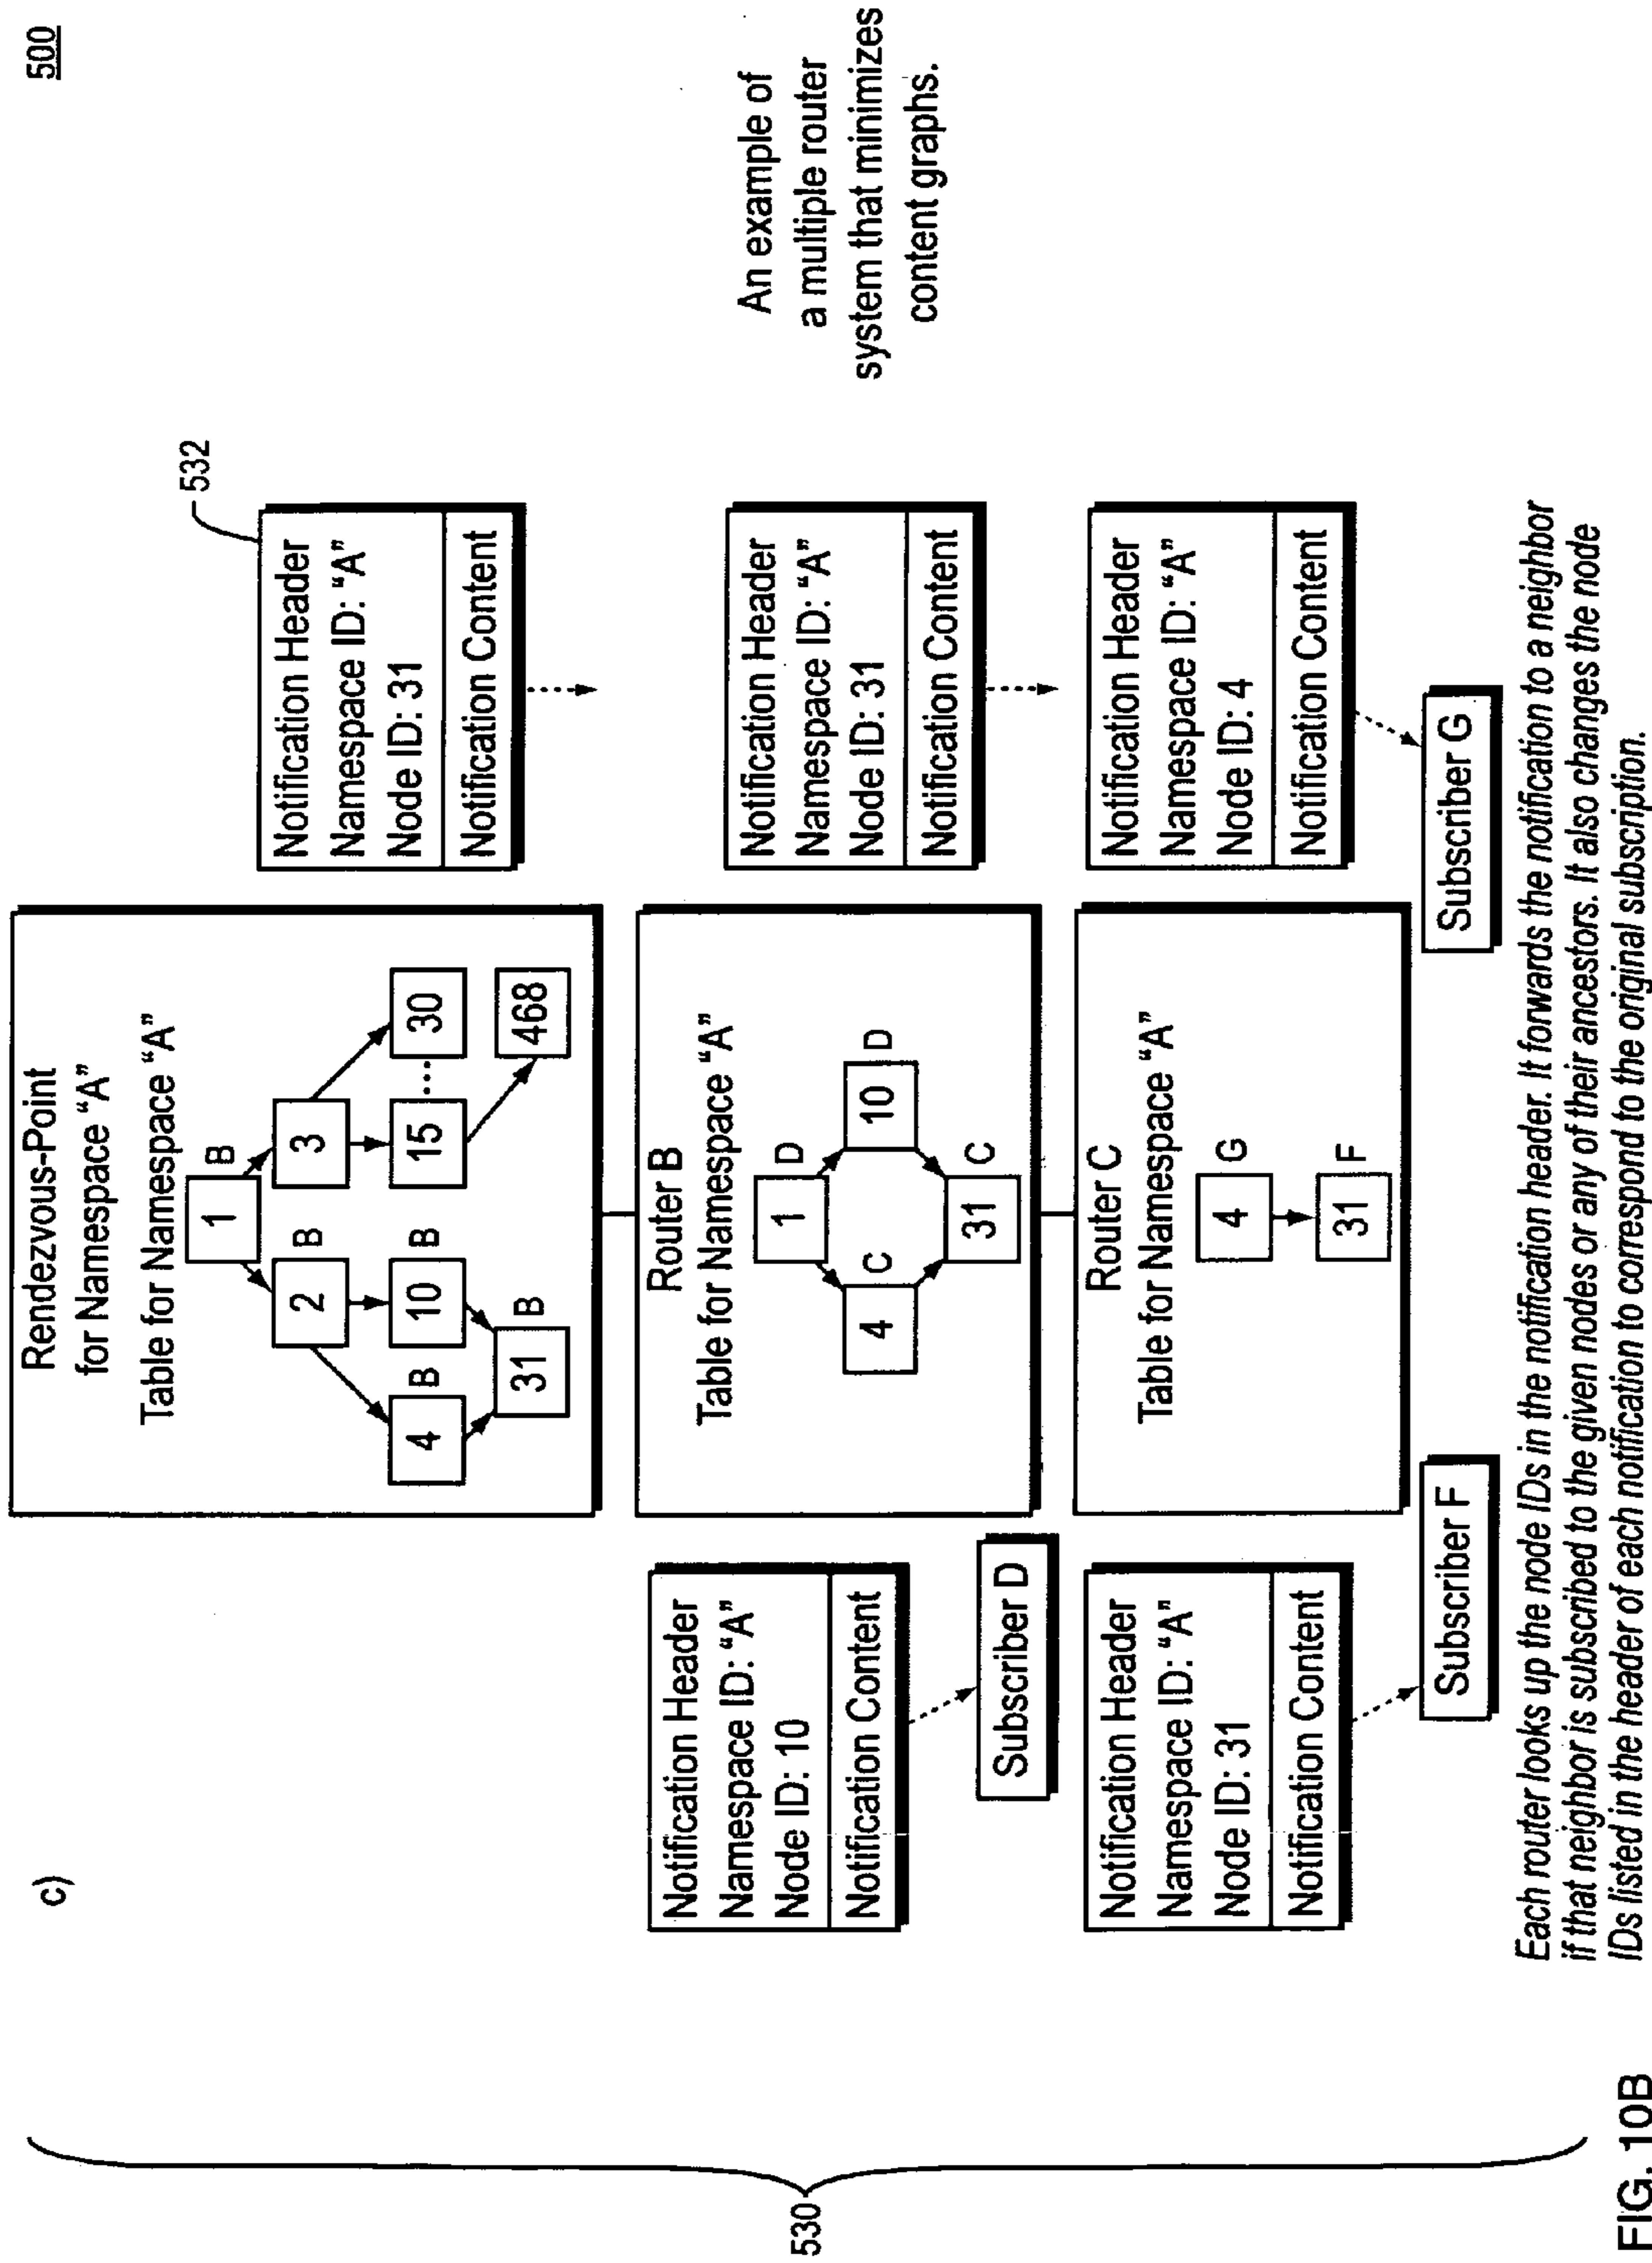 500
c)
Rendezvous-Point
for Namespace “A”
Table for Namespace “A”
1
B
2
B
3
4
B
10
B
15
...
30
31
B
468
532
Notification Header
Namespace ID: “A”
Node ID: 31
Notification Content
Router B
Table for Namespace “A”
1
D
4
C
10
D
31
C
Notification Header
Namespace ID: “A”
Node ID: 10
Notification Content
Subscriber D
Notification Header
Namespace ID: “A”
Node ID: 31
Notification Content
Router C
Table for Namespace “A”
4
G
31
F
Notification Header
Namespace ID: “A”
Node ID: 31
Notification Content
Subscriber F
Notification Header
Namespace ID: “A”
Node ID: 4
Notification Content
Subscriber G
An example of
a multiple router
system that minimizes
content graphs.
530
Each router looks up the node IDs in the notification header. It forwards the notification to a neighbor
if that neighbor is subscribed to the given nodes or any of their ancestors. It also changes the node
IDs listed in the header of each notification to correspond to the original subscription.
FIG. 10B